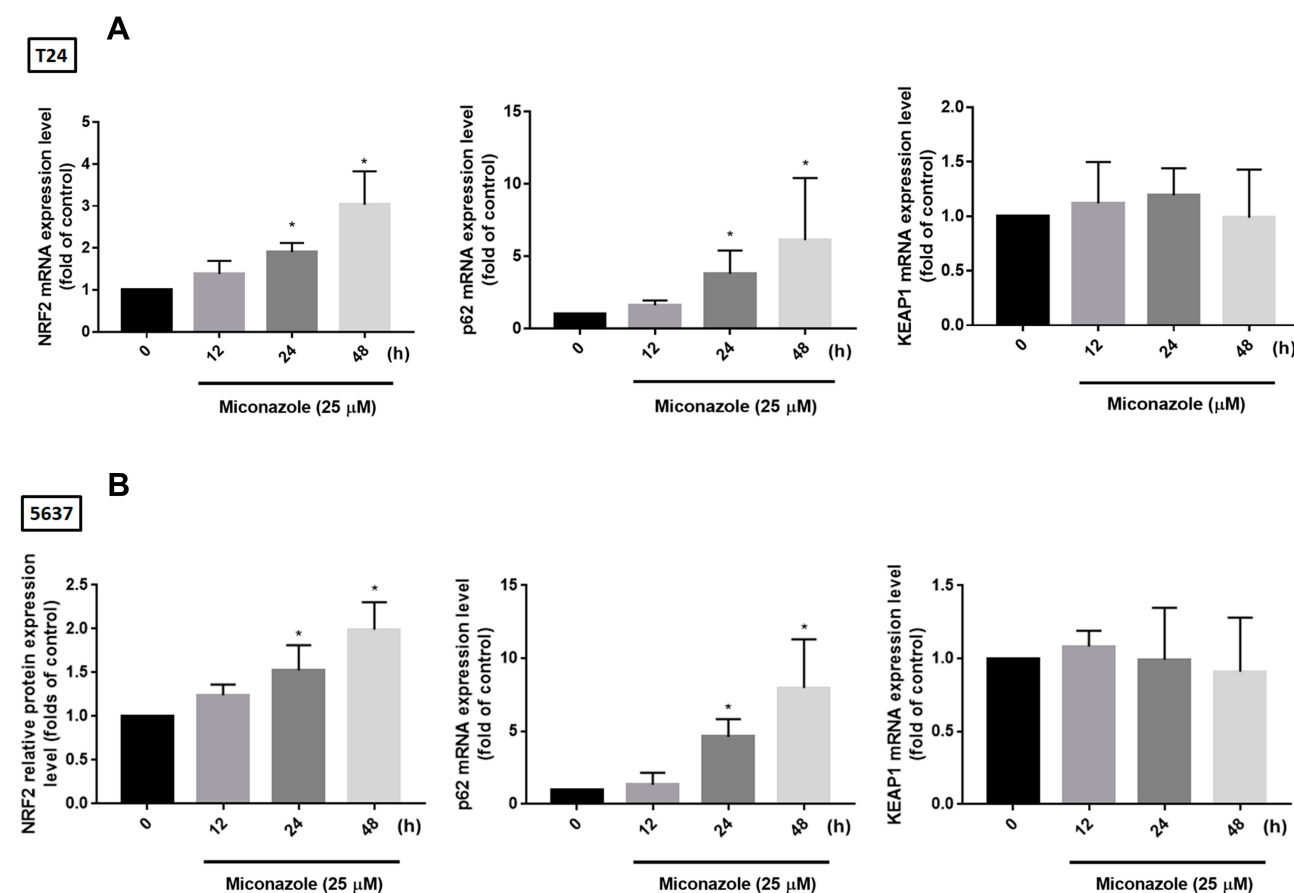 A
T24
NRF2 mRNA expression level
(fold of control)
5
4
3
2
1
0
*
*
0
12
24
48
(h)
Miconazole (25 μM)
p62 mRNA expression level
(fold of control)
15
10
5
0
*
*
0
12
24
48
(h)
Miconazole (25 μM)
KEAP1 mRNA expression level
(fold of control)
2.0
1.5
1.0
0.5
0.0
0
12
24
48
(h)
Miconazole (μM)
B
5637
NRF2 relative protein expression
level (folds of control)
2.5
2.0
1.5
1.0
0.5
0.0
*
*
0
12
24
48
(h)
Miconazole (25 μM)
p62 mRNA expression level
(fold of control)
15
10
5
0
*
*
0
12
24
48
(h)
Miconazole (25 μM)
KEAP1 mRNA expression level
(fold of control)
1.5
1.0
0.5
0.0
0
12
24
48
(h)
Miconazole (25 μM)